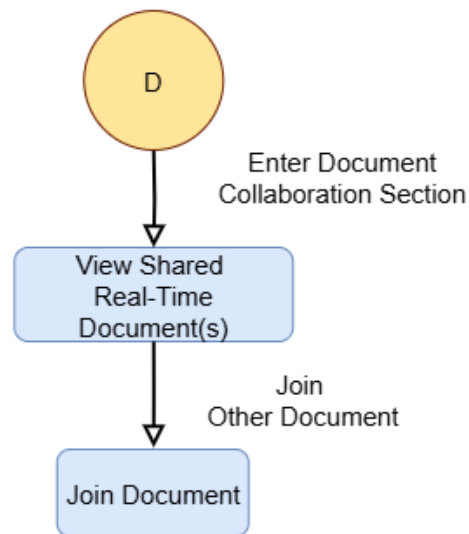 D
Enter Document
Collaboration Section
View Shared
Real-Time
Document(s)
Join
Other Document
Join Document